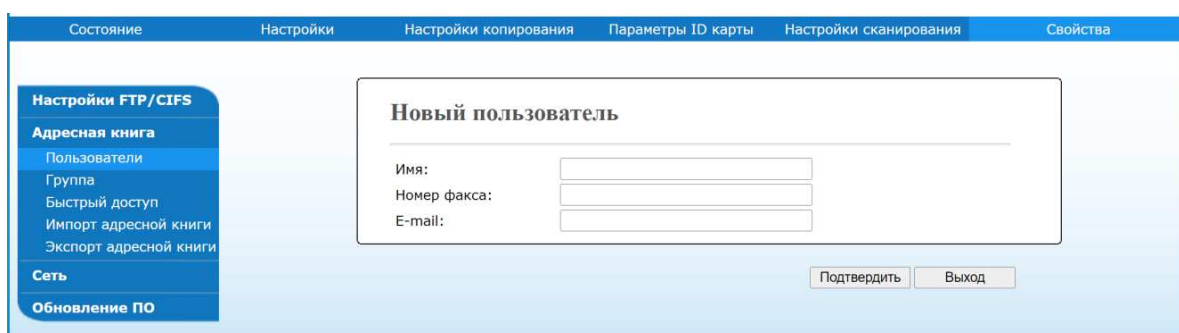 Состояние Настройки Настройки копирования Параметры ID карты Настройки сканирования Свойства
Настройки FTP/CIFS
Адресная книга
Пользователи
Группа
Быстрый доступ
Импорт адресной книги
Экспорт адресной книги
Сеть
Обновление ПО
Новый пользователь
Имя:
Номер факса:
E-mail:
Подтвердить Выход